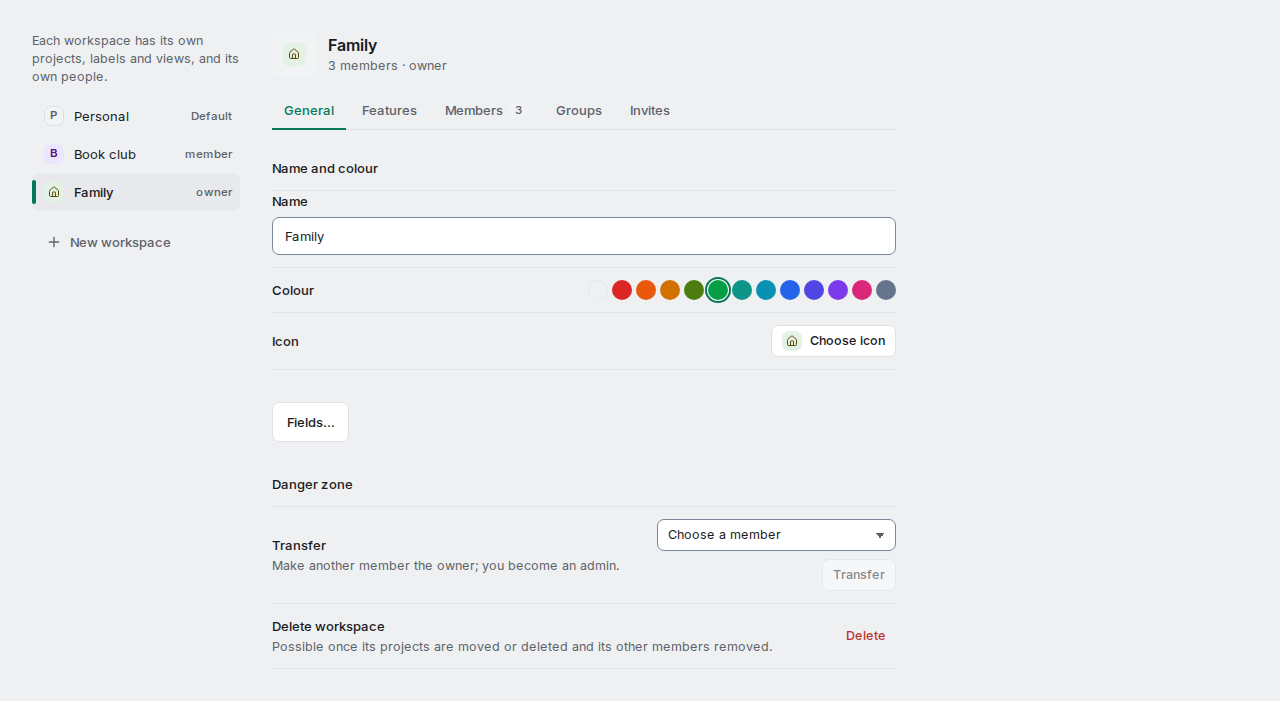 Each workspace has its own
projects, labels and views, and its
own people.
P Personal Default
B Book club member
Family owner
New workspace
Family
3 members · owner
General Features Members 3 Groups Invites
Name and colour
Name
Family
Colour
Icon
Choose icon
Fields...
Danger zone
Transfer
Make another member the owner; you become an admin.
Choose a member
Transfer
Delete workspace
Possible once its projects are moved or deleted and its other members removed.
Delete